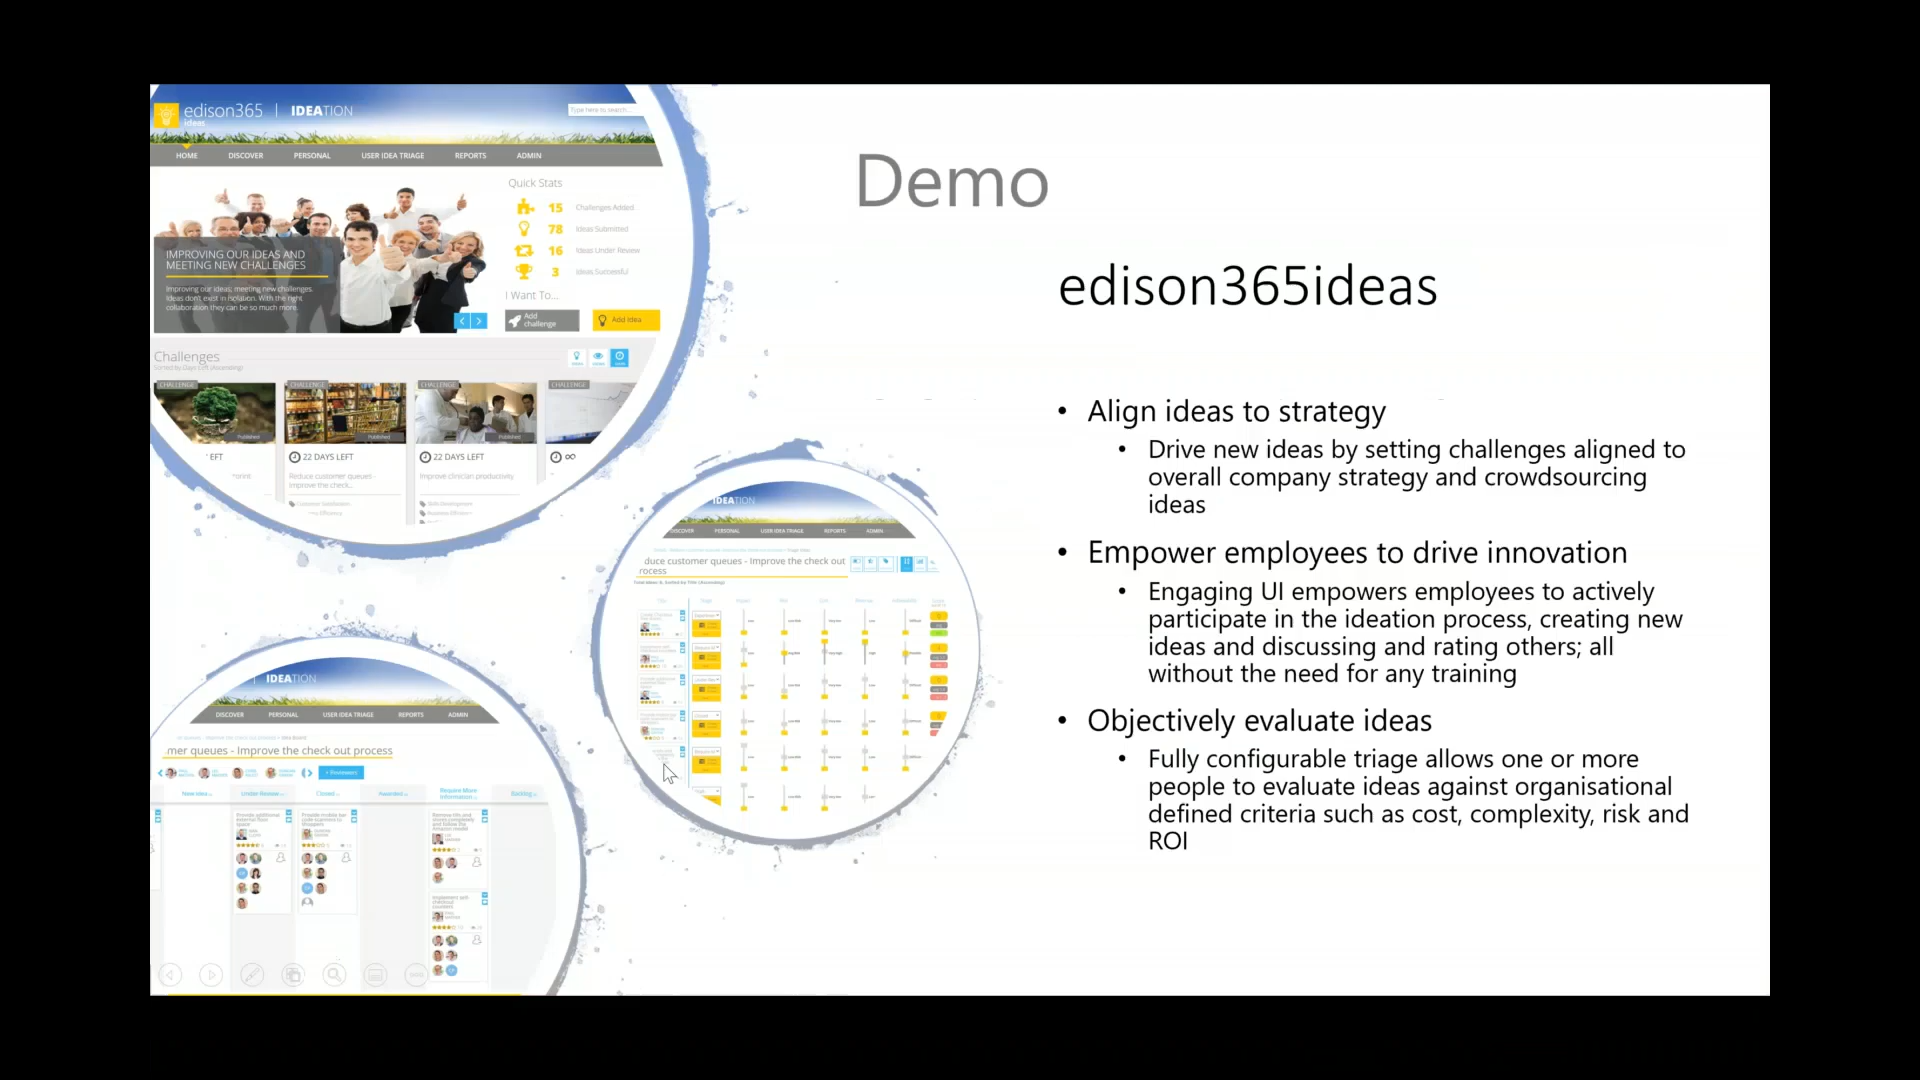 edison365 | IDEATION
ideas
Type here to search...
HOME DISCOVER PERSONAL USER IDEA TRIAGE REPORTS ADMIN
IMPROVING OUR IDEAS AND
MEETING NEW CHALLENGES
Improving our ideas; meeting new challenges.
Ideas don't exist in isolation. With the right
collaboration they can be so much more.
Quick Stats
15 Challenges Added
78 Ideas Submitted
16 Ideas Under Review
3 Ideas Successful
I Want To...
Add
challenge
Add Idea
Challenges
Sorted by Days Left (Ascending)
CHALLENGE CHALLENGE CHALLENGE CHALLENGE
Published Published Published
EFT 22 DAYS LEFT 22 DAYS LEFT ∞
Reduce customer queues -
Improve the check...
Improve clinician productivity
Demo
edison365ideas
• Align ideas to strategy
• Drive new ideas by setting challenges aligned to
overall company strategy and crowdsourcing
ideas
• Empower employees to drive innovation
• Engaging UI empowers employees to actively
participate in the ideation process, creating new
ideas and discussing and rating others; all
without the need for any training
• Objectively evaluate ideas
• Fully configurable triage allows one or more
people to evaluate ideas against organisational
defined criteria such as cost, complexity, risk and
ROI
IDEATION
DISCOVER PERSONAL USER IDEA TRIAGE REPORTS ADMIN
duce customer queues - Improve the check out
rocess
IDEATION
DISCOVER PERSONAL USER IDEA TRIAGE REPORTS ADMIN
mer queues - Improve the check out process
New Idea Under Review Closed Awarded Require More
Information Backlog